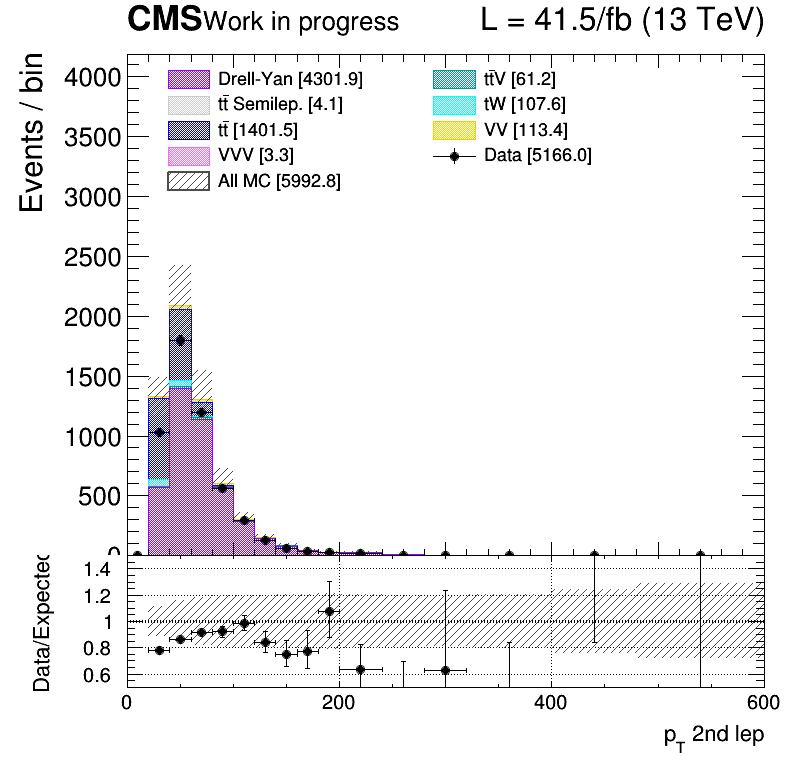 CMS Work in progress L = 41.5/fb (13 TeV)
Events / bin
4000
3500
3000
2500
2000
1500
1000
500
0
Drell-Yan [4301.9]
tt̄ Semilep. [4.1]
tt̄ [1401.5]
VVV [3.3]
All MC [5992.8]
tt̄V [61.2]
tW [107.6]
VV [113.4]
Data [5166.0]
Data/Expected
1.4
1.2
1
0.8
0.6
0 200 400 600
p_T 2nd lep